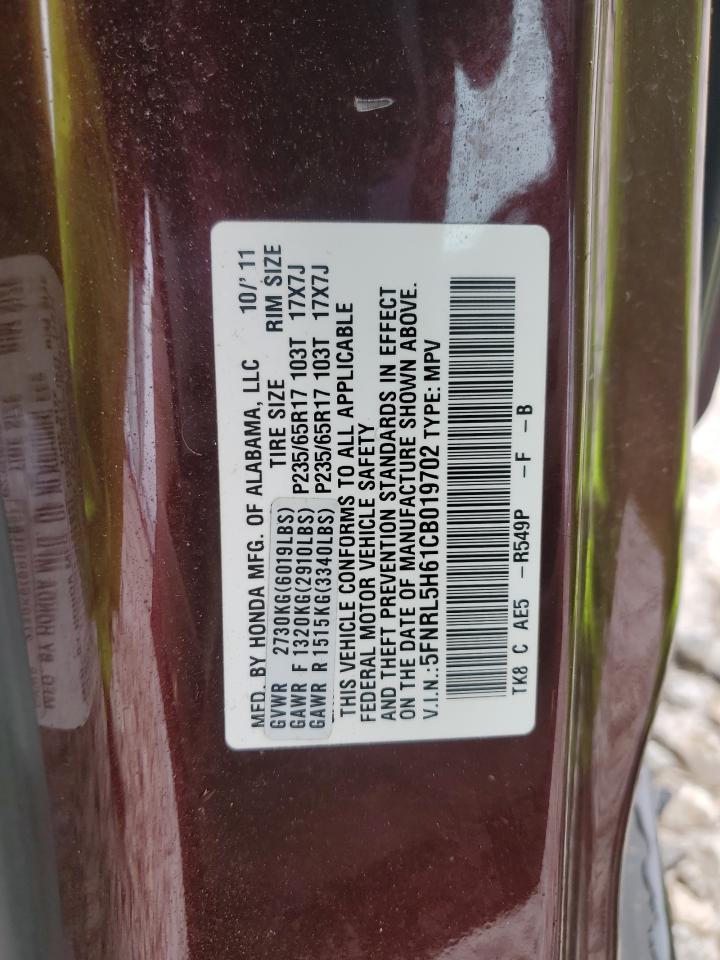 MFD. BY HONDA MFG. OF ALABAMA, LLC 10/'11
TIRE SIZE RIM SIZE
GVWR 2730KG(6019LBS)
GAWR F 1320KG(2910LBS) P235/65R17 103T 17X7J
GAWR R 1515KG(3340LBS) P235/65R17 103T 17X7J
THIS VEHICLE CONFORMS TO ALL APPLICABLE
FEDERAL MOTOR VEHICLE SAFETY
AND THEFT PREVENTION STANDARDS IN EFFECT
ON THE DATE OF MANUFACTURE SHOWN ABOVE.
V.I.N.:5FNRL5H61CB019702 TYPE: MPV
TK8 C AE5 -R549P -F -B